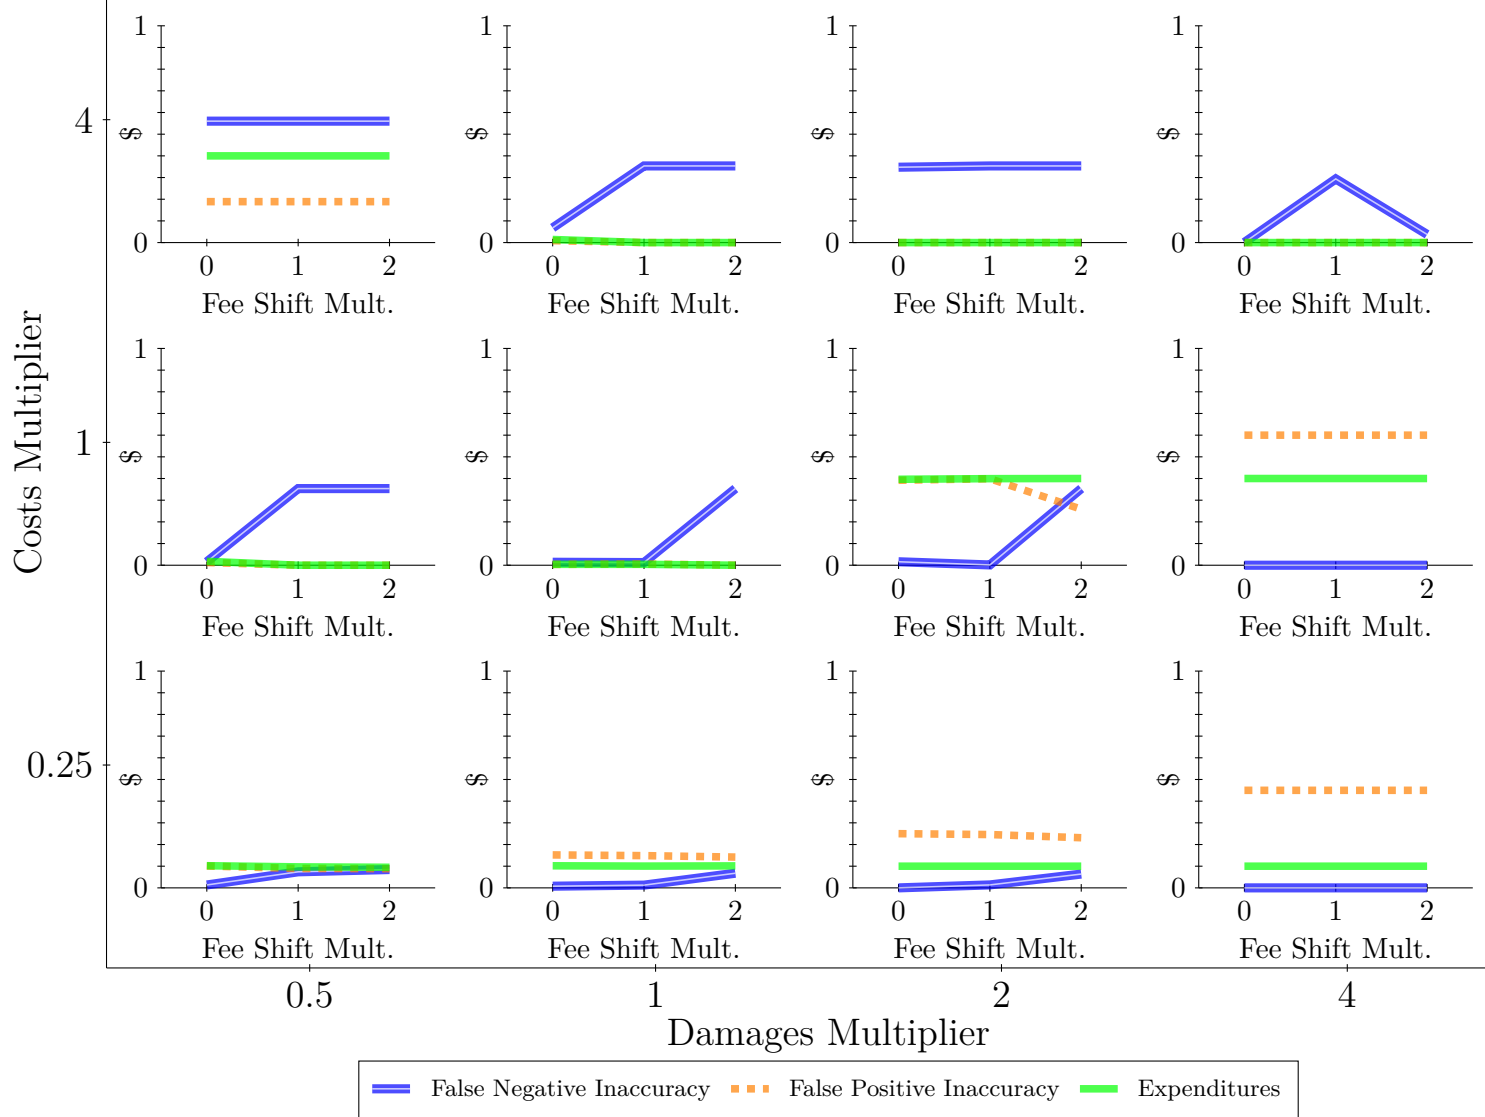 Costs Multiplier
4
1
0
$
0 1 2
Fee Shift Mult.
1
0
$
0 1 2
Fee Shift Mult.
1
0
$
0 1 2
Fee Shift Mult.
1
0
$
0 1 2
Fee Shift Mult.
1
1
0
$
0 1 2
Fee Shift Mult.
1
0
$
0 1 2
Fee Shift Mult.
1
0
$
0 1 2
Fee Shift Mult.
1
0
$
0 1 2
Fee Shift Mult.
0.25
1
0
$
0 1 2
Fee Shift Mult.
1
0
$
0 1 2
Fee Shift Mult.
1
0
$
0 1 2
Fee Shift Mult.
1
0
$
0 1 2
Fee Shift Mult.
0.5 1 2 4
Damages Multiplier
False Negative Inaccuracy False Positive Inaccuracy Expenditures